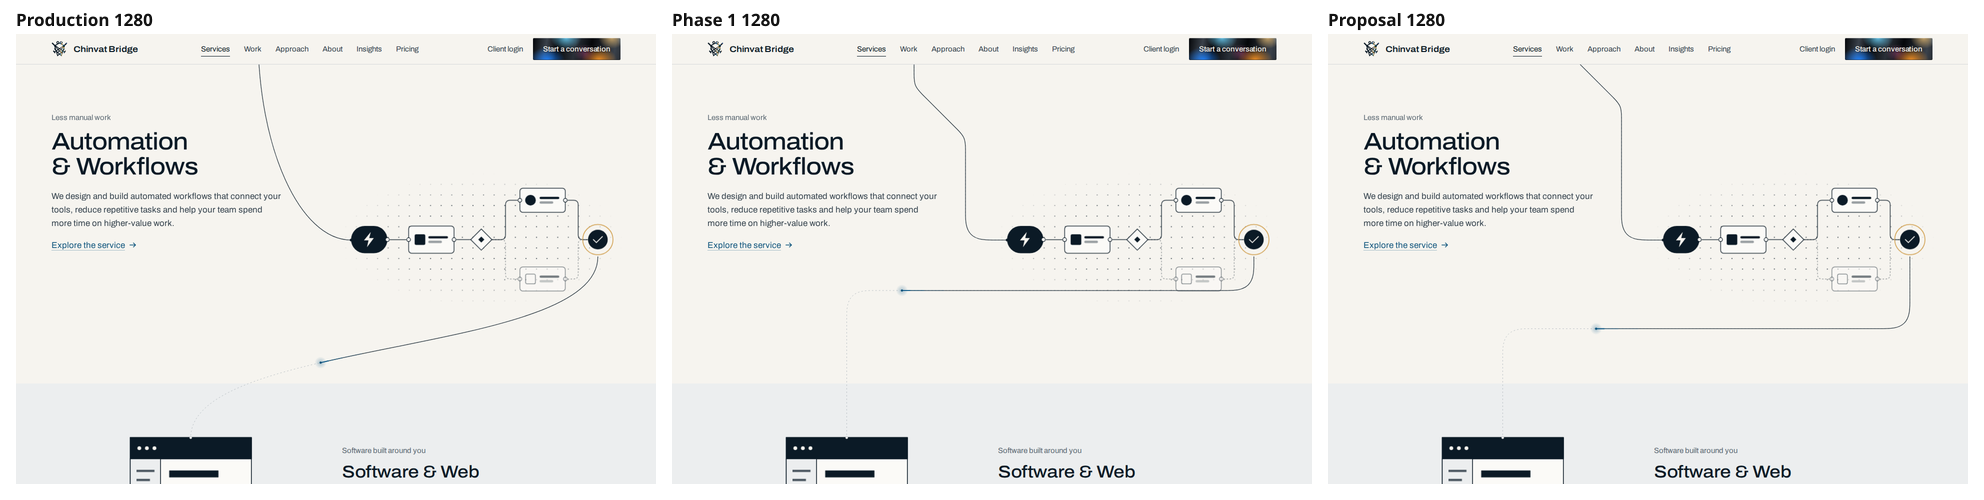 Production 1280
Chinvat Bridge Services Work Approach About Insights Pricing Client login Start a conversation
Less manual work
Automation
& Workflows
We design and build automated workflows that connect your
tools, reduce repetitive tasks and help your team spend
more time on higher-value work.
Explore the service →
Software built around you
Software & Web
Phase 1 1280
Chinvat Bridge Services Work Approach About Insights Pricing Client login Start a conversation
Less manual work
Automation
& Workflows
We design and build automated workflows that connect your
tools, reduce repetitive tasks and help your team spend
more time on higher-value work.
Explore the service →
Software built around you
Software & Web
Proposal 1280
Chinvat Bridge Services Work Approach About Insights Pricing Client login Start a conversation
Less manual work
Automation
& Workflows
We design and build automated workflows that connect your
tools, reduce repetitive tasks and help your team spend
more time on higher-value work.
Explore the service →
Software built around you
Software & Web